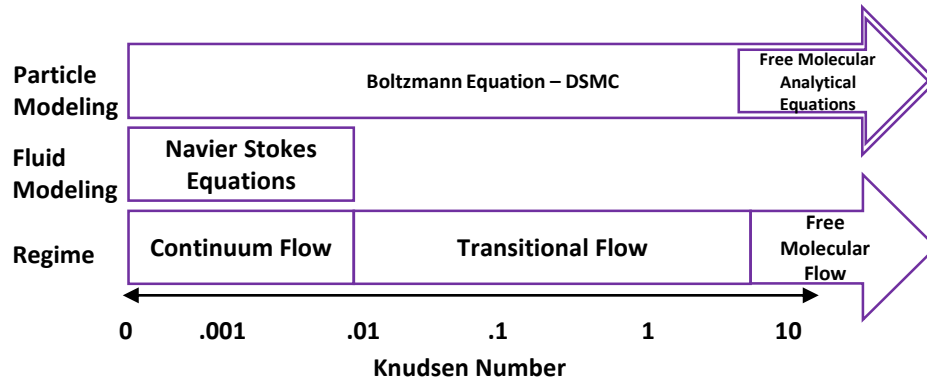 Particle
Modeling
Boltzmann Equation – DSMC
Free Molecular
Analytical
Equations
Fluid
Modeling
Navier Stokes
Equations
Regime
Continuum Flow
Transitional Flow
Free
Molecular
Flow
0 .001 .01 .1 1 10
Knudsen Number